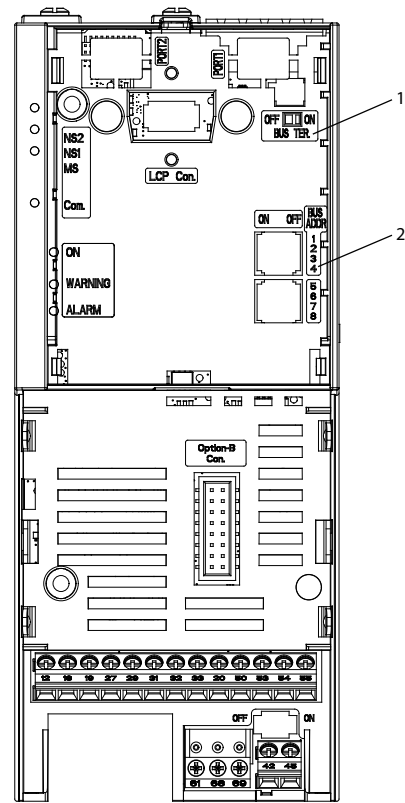 PORT2
PORT1
1
OFF ON
BUS TER.
NS2
NS1
MS
Com.
LCP Con.
ON OFF
BUS
ADDR
1
2
3
4
2
5
6
7
8
ON
WARNING
ALARM
Option-B
Con.
12 18 19 27 29 31 32 33 20 50 53 54 55
OFF ON
61 68 69
42 45